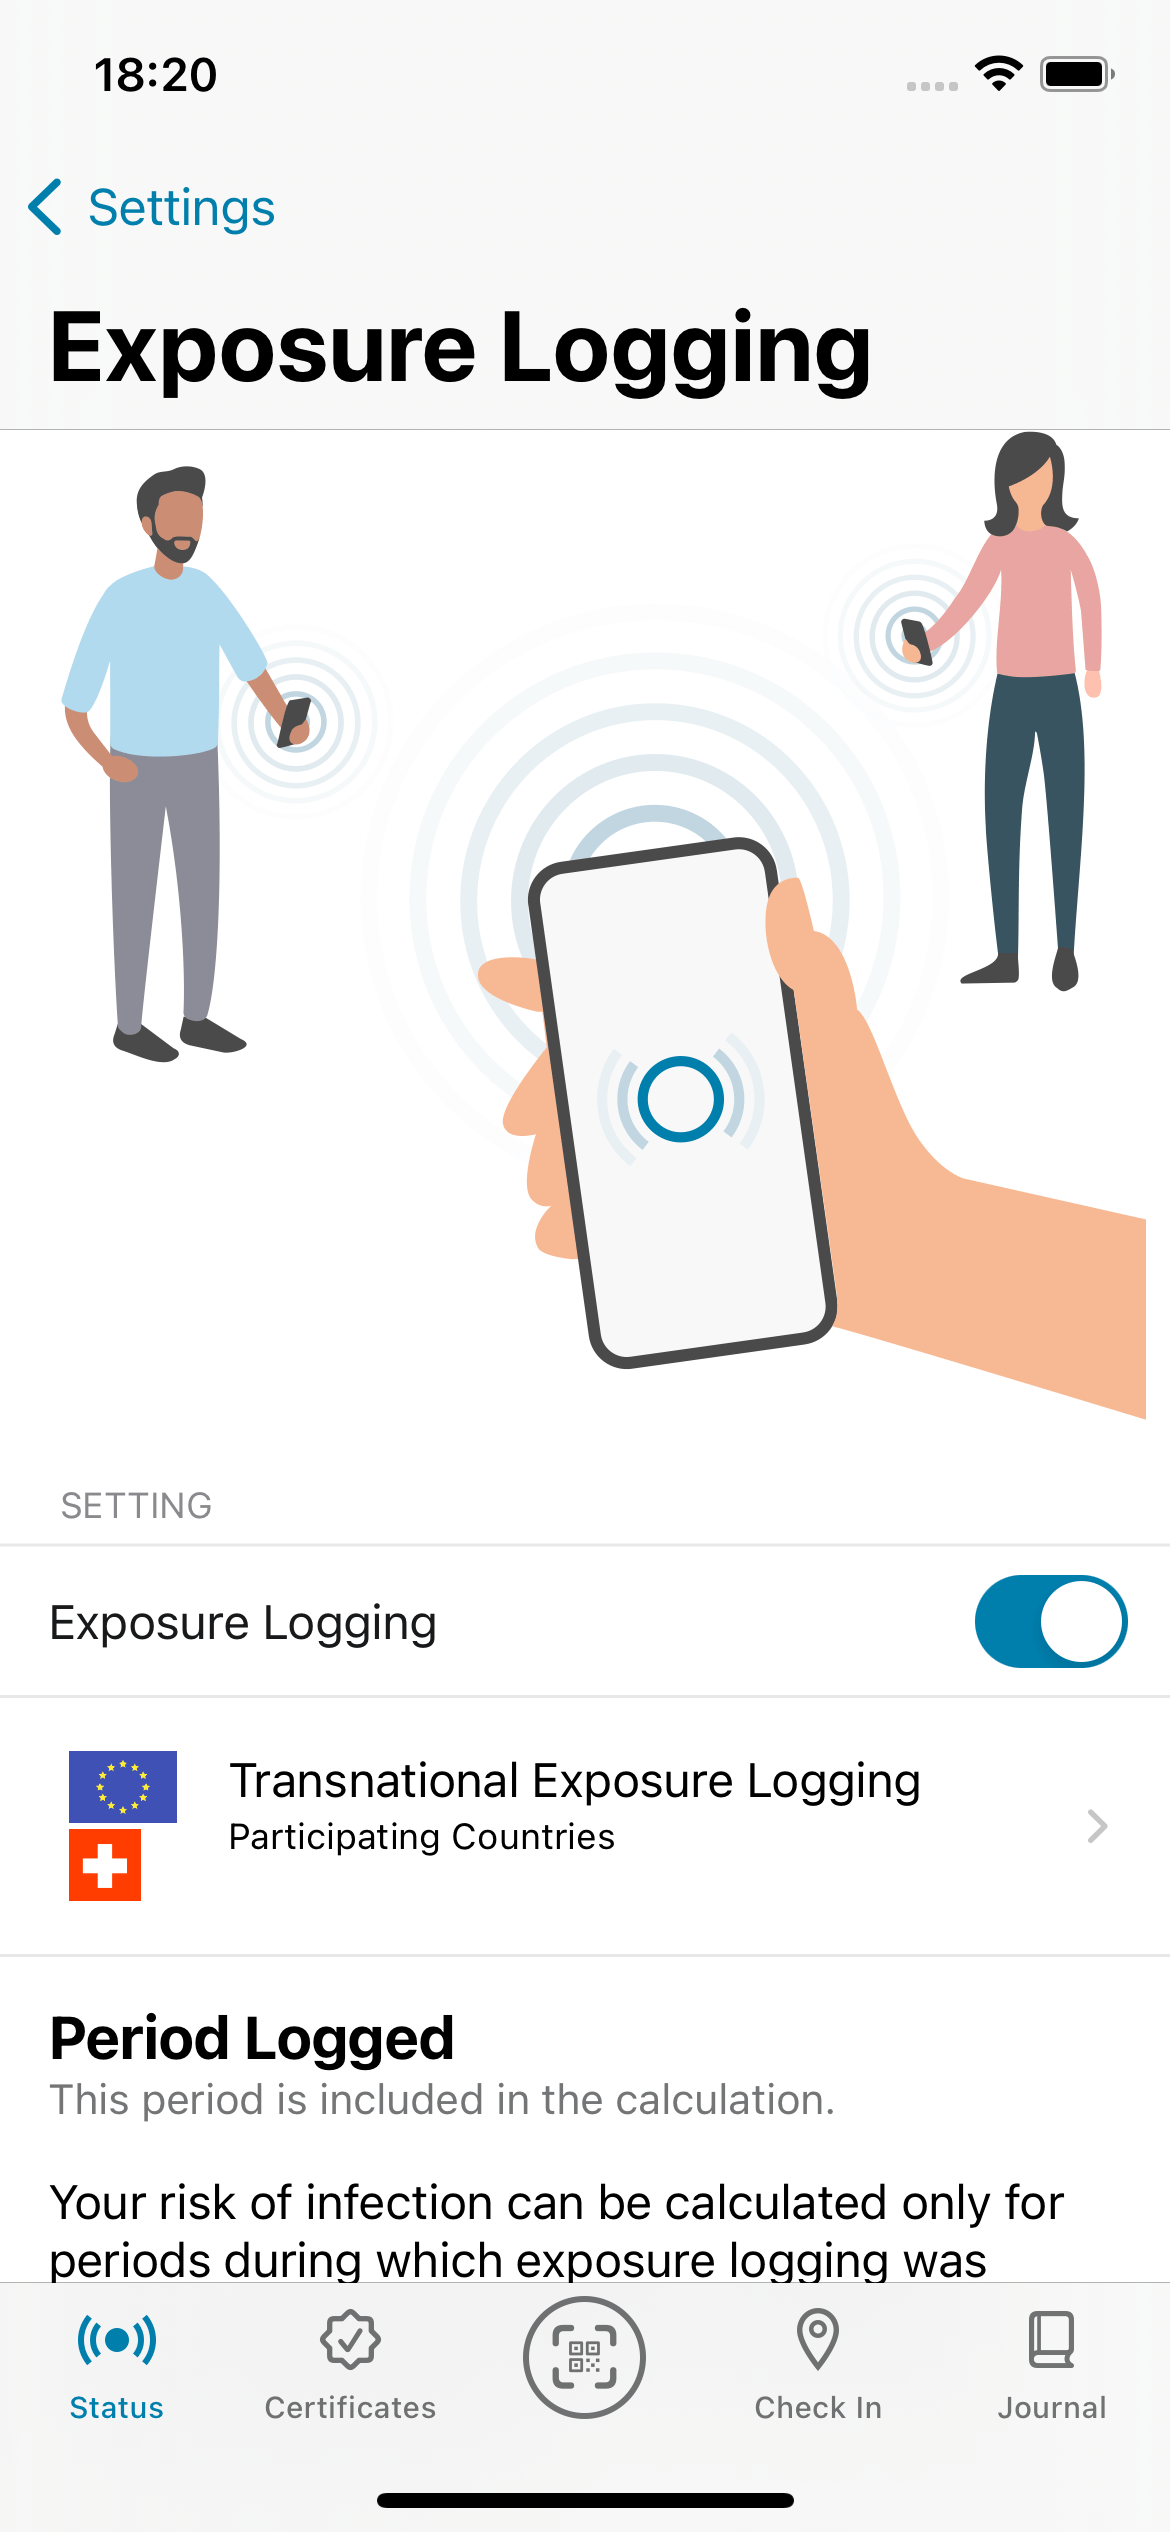 18:20
Settings
Exposure Logging
SETTING
Exposure Logging
Transnational Exposure Logging
Participating Countries
Period Logged
This period is included in the calculation.
Your risk of infection can be calculated only for
periods during which exposure logging was
Status
Certificates
Check In
Journal